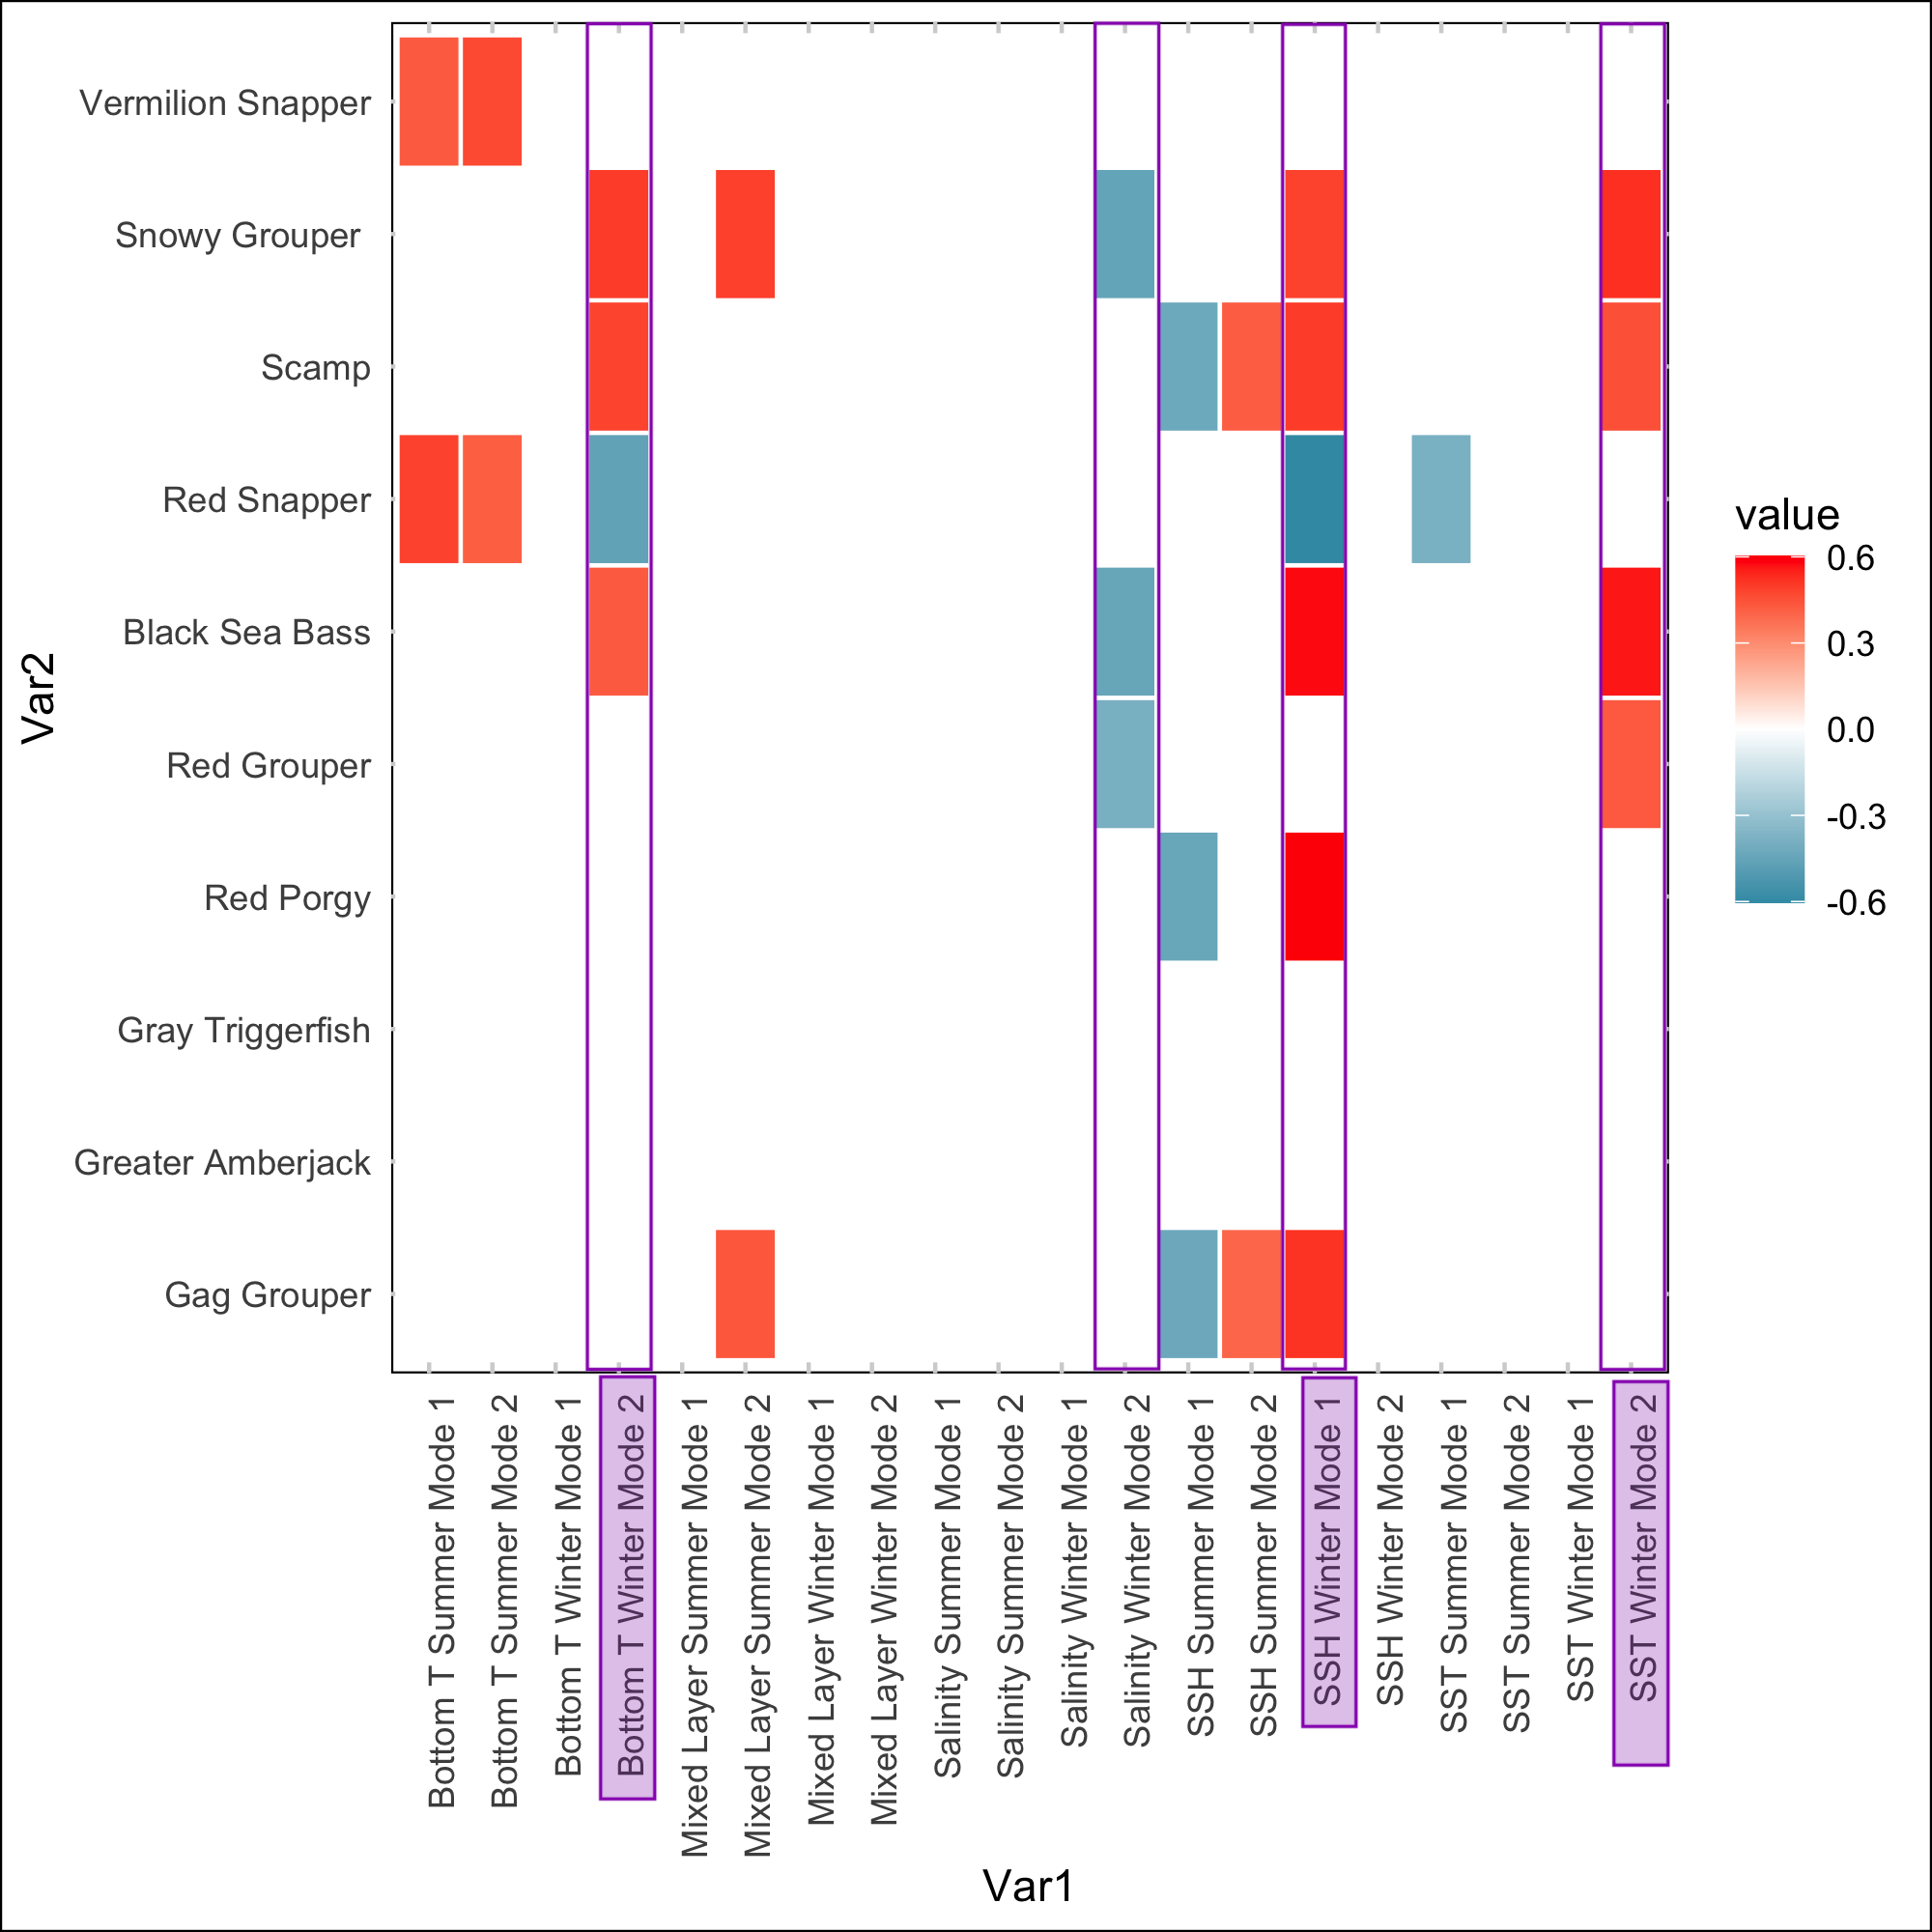 Vermilion Snapper
Snowy Grouper
Scamp
Red Snapper
Black Sea Bass
Red Grouper
Red Porgy
Gray Triggerfish
Greater Amberjack
Gag Grouper
Var2
Bottom T Summer Mode 1
Bottom T Summer Mode 2
Bottom T Winter Mode 1
Bottom T Winter Mode 2
Mixed Layer Summer Mode 1
Mixed Layer Summer Mode 2
Mixed Layer Winter Mode 1
Mixed Layer Winter Mode 2
Salinity Summer Mode 1
Salinity Summer Mode 2
Salinity Winter Mode 1
Salinity Winter Mode 2
SSH Summer Mode 1
SSH Summer Mode 2
SSH Winter Mode 1
SSH Winter Mode 2
SST Summer Mode 1
SST Summer Mode 2
SST Winter Mode 1
SST Winter Mode 2
Var1
value
0.6
0.3
0.0
-0.3
-0.6